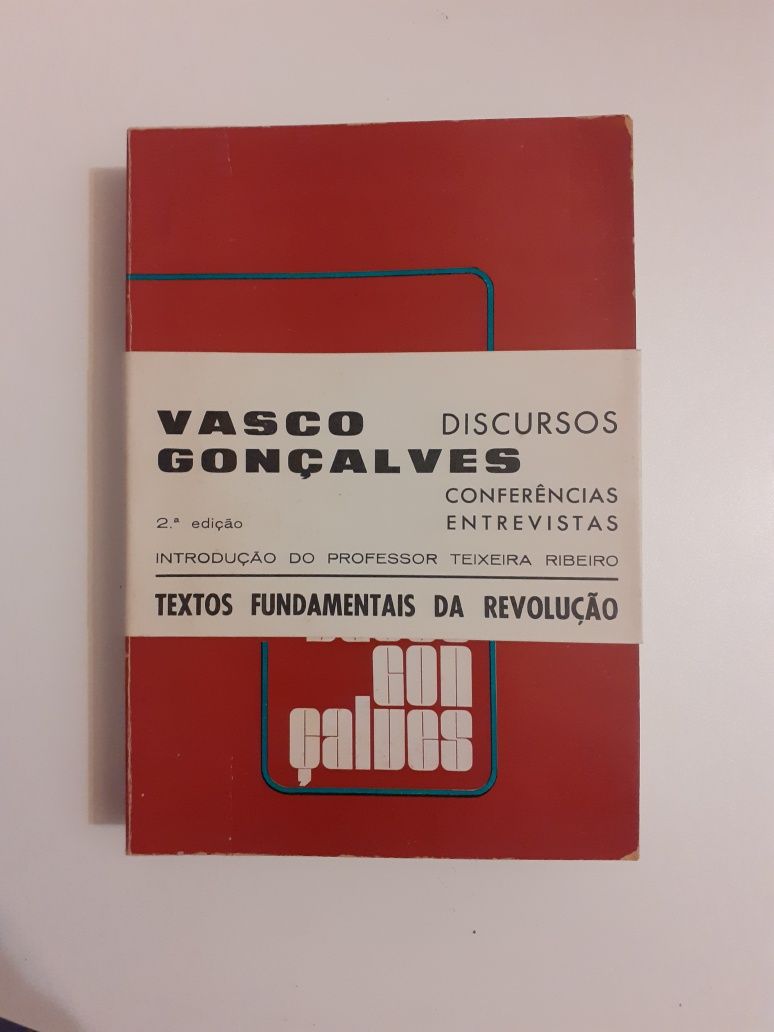 VASCO DISCURSOS
GONÇALVES
CONFERÊNCIAS
2.ª edição ENTREVISTAS
INTRODUÇÃO DO PROFESSOR TEIXEIRA RIBEIRO
TEXTOS FUNDAMENTAIS DA REVOLUÇÃO
gon
çalves